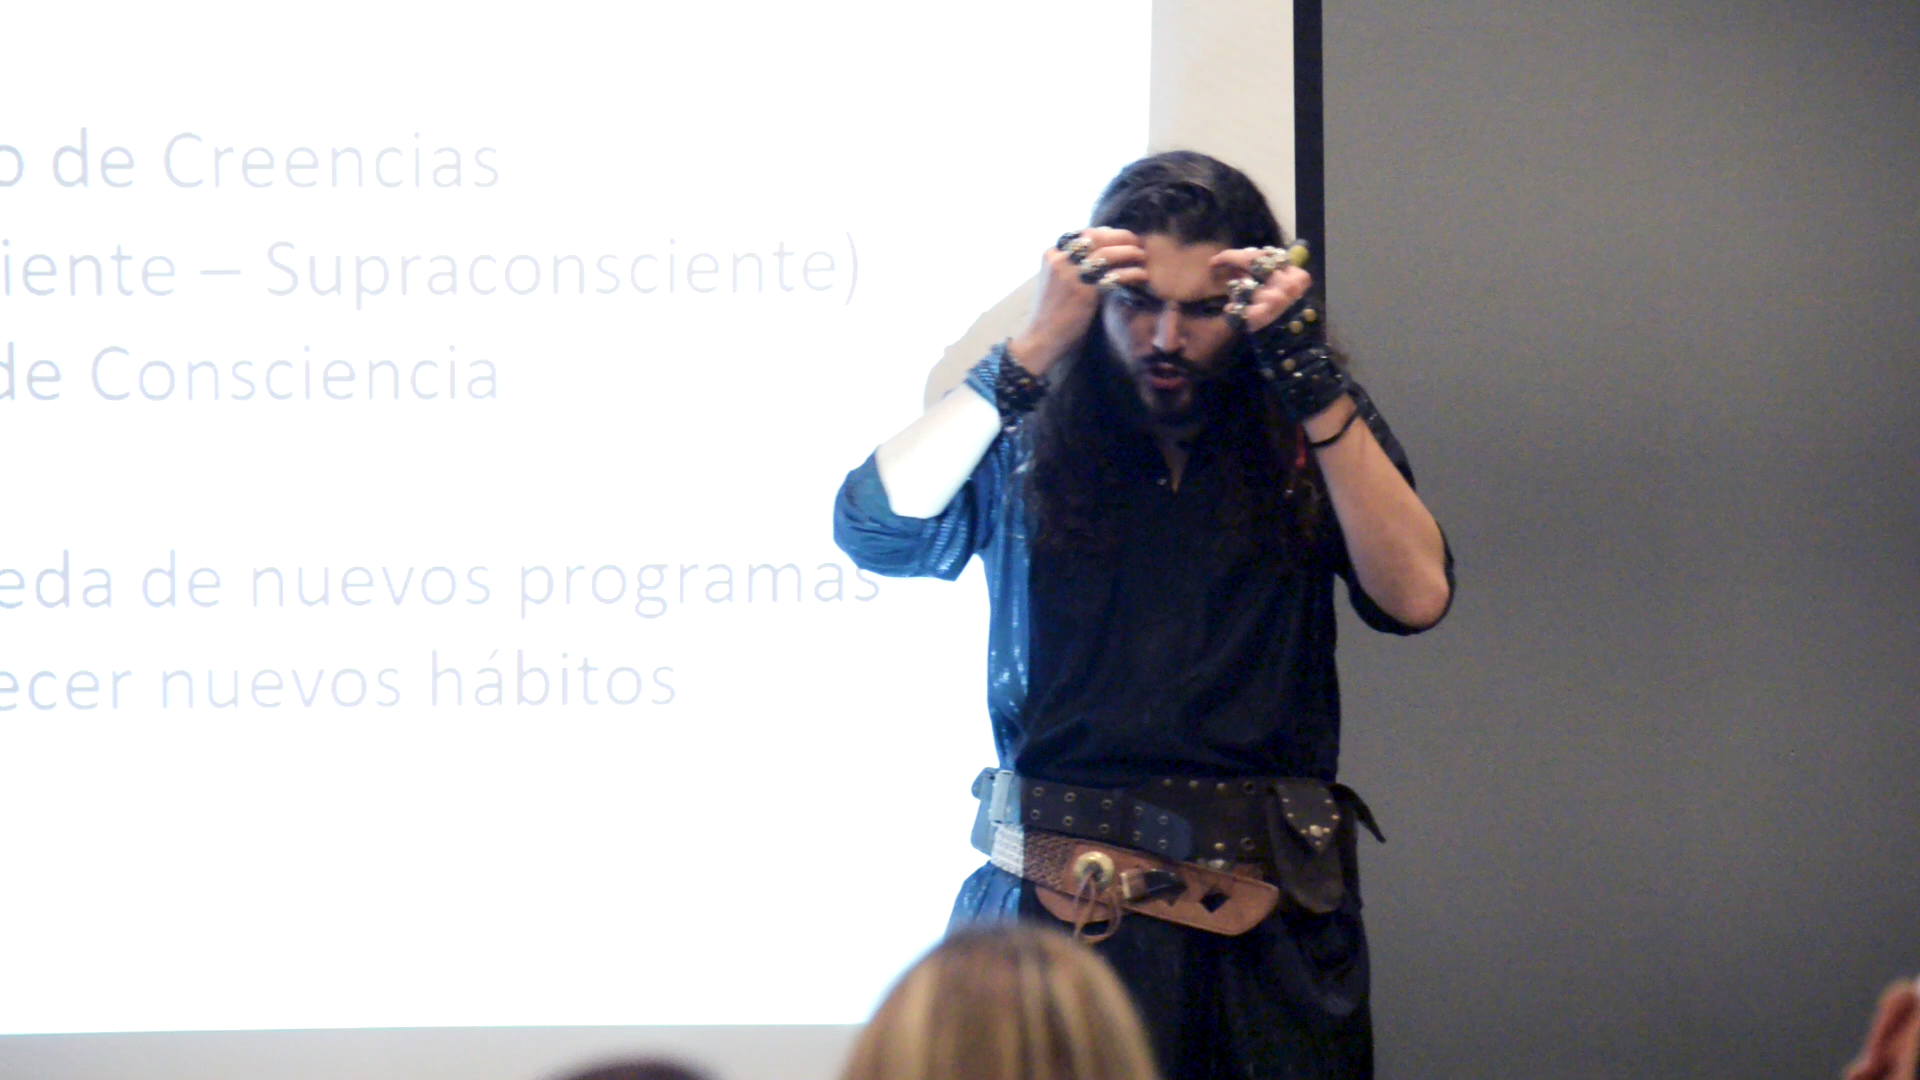 o de Creencias
iente – Supraconsciente)
de Consciencia
eda de nuevos programas
ecer nuevos hábitos